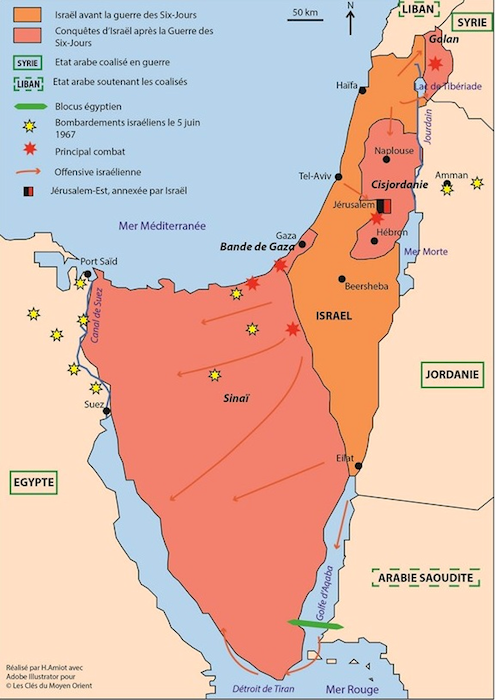 Israël avant la guerre des Six-Jours
Conquêtes d'Israël après la Guerre des
Six-Jours
SYRIE
Etat arabe coalisé en guerre
LIBAN
Etat arabe soutenant les coalisés
Blocus égyptien
Bombardements israéliens le 5 juin
1967
Principal combat
Offensive israélienne
Jérusalem-Est, annexée par Israël
50 km
N
LIBAN
SYRIE
Golan
Lac de Tibériade
Haïfa
Jourdain
Naplouse
Tel-Aviv
Cisjordanie
Amman
Jérusalem
Mer Méditerranée
Gaza
Hébron
Bande de Gaza
Mer Morte
Port Saïd
Beersheba
Canal de Suez
ISRAEL
JORDANIE
Sinaï
Suez
Eilat
EGYPTE
ARABIE SAOUDITE
Golfe d'Aqaba
Réalisé par H.Amiot avec
Adobe Illustrator pour
© Les Clés du Moyen Orient
Détroit de Tiran
Mer Rouge